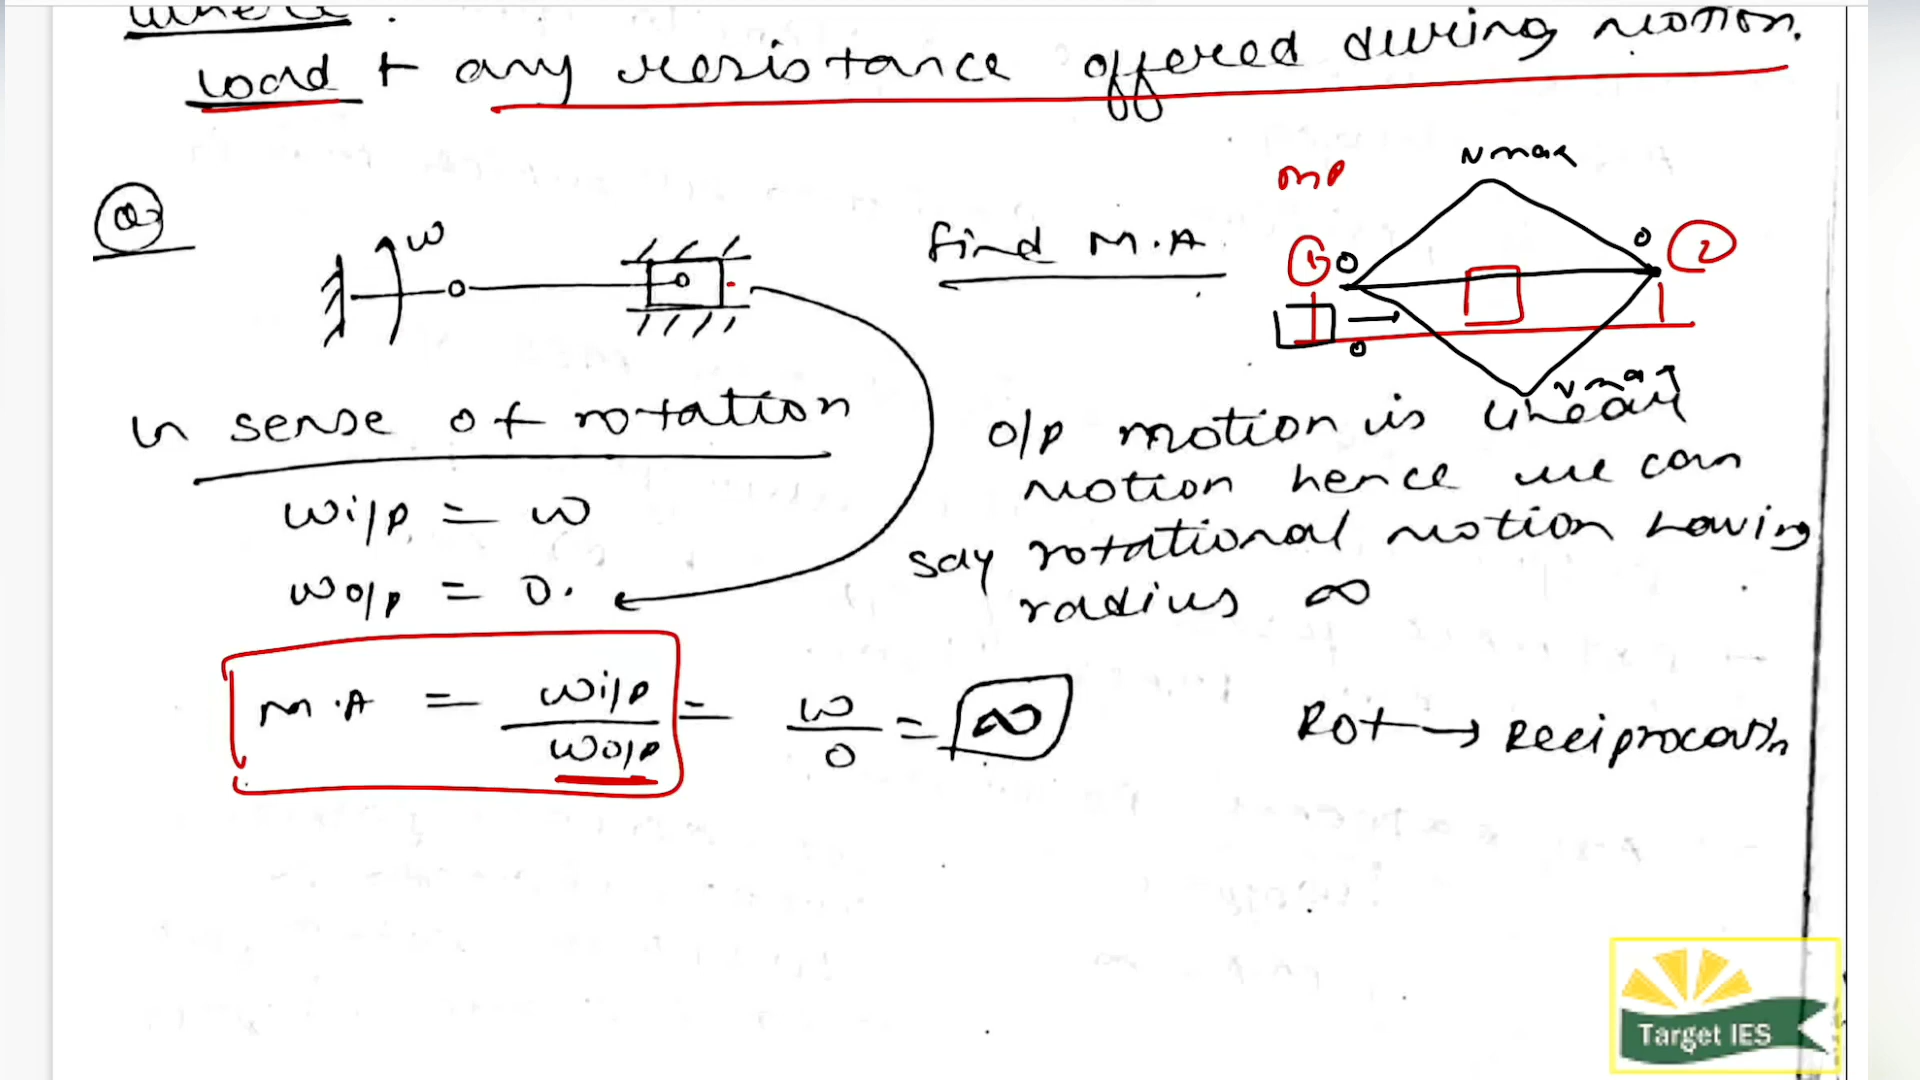 where :
Load + any resistance offered during motion.
Q
ω
find M.A.
MP
Vmax
1
0
0
2
0
Vmax
in sense of rotation
ωi/p = ω
ωo/p = 0.
o/p motion is linear
motion hence we can
say rotational motion having
radius ∞
M.A = ωi/p / ωo/p = ω / 0 = ∞
Rot → Reciprocatn
Target IES